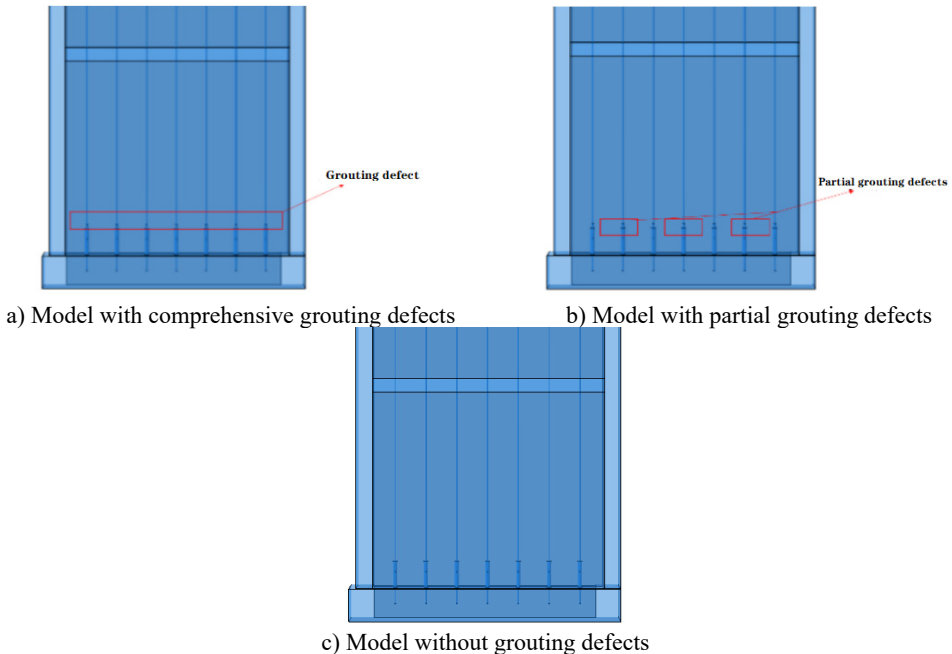 Grouting defect
Partial grouting defects
a) Model with comprehensive grouting defects
b) Model with partial grouting defects
c) Model without grouting defects